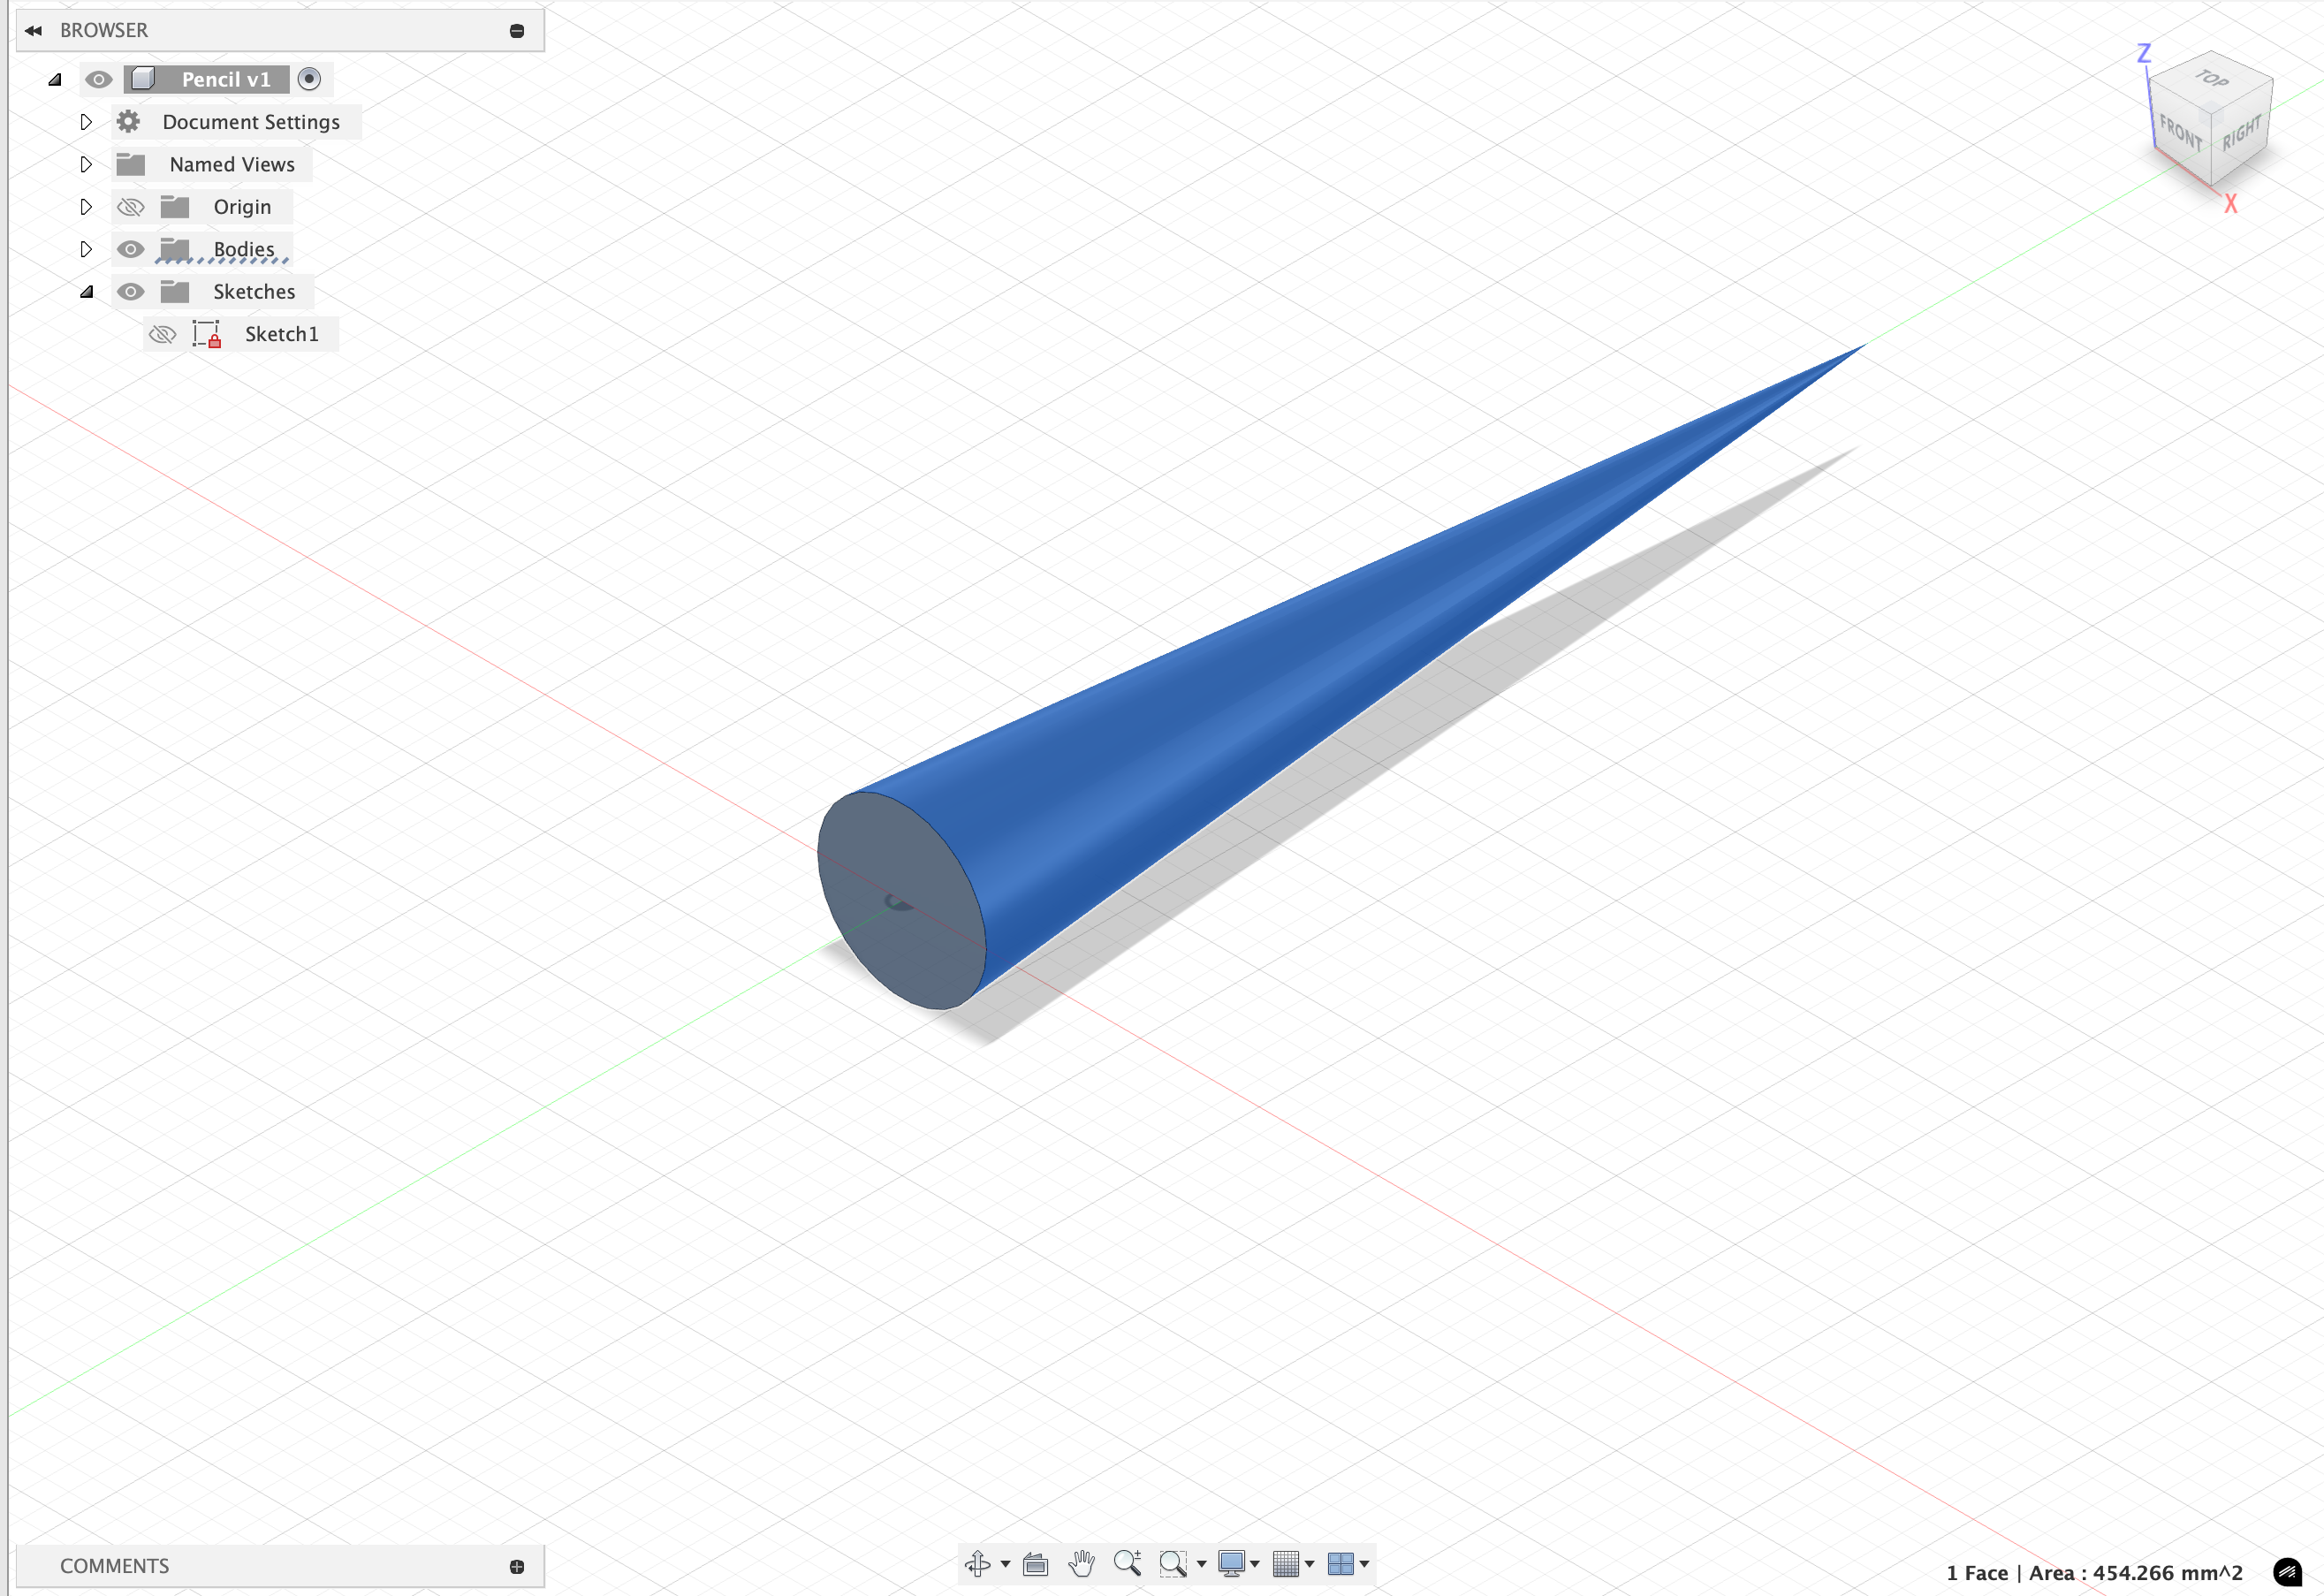 BROWSER
Pencil v1
Document Settings
Named Views
Origin
Bodies
Sketches
Sketch1
Z
TOP
FRONT
RIGHT
X
COMMENTS
1 Face | Area : 454.266 mm^2